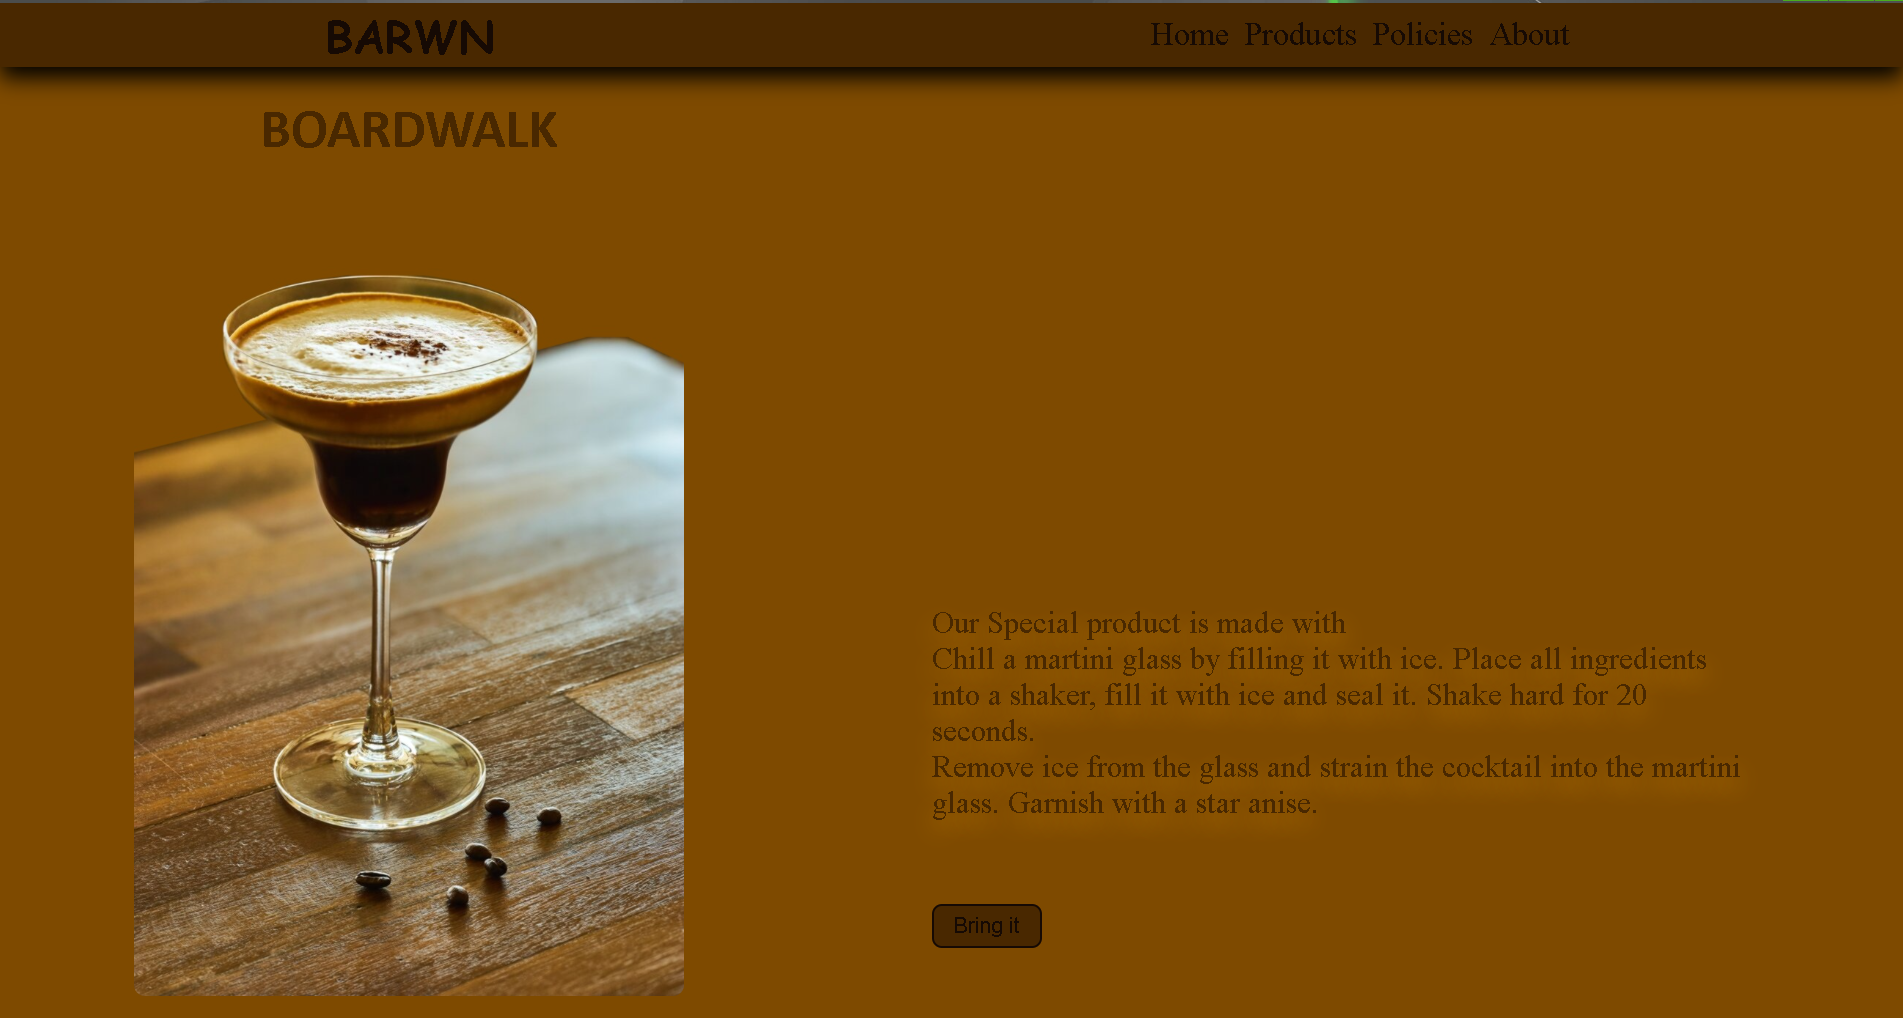 BARWN
Home Products Policies About
BOARDWALK
Our Special product is made with
Chill a martini glass by filling it with ice. Place all ingredients
into a shaker, fill it with ice and seal it. Shake hard for 20
seconds.
Remove ice from the glass and strain the cocktail into the martini
glass. Garnish with a star anise.
Bring it